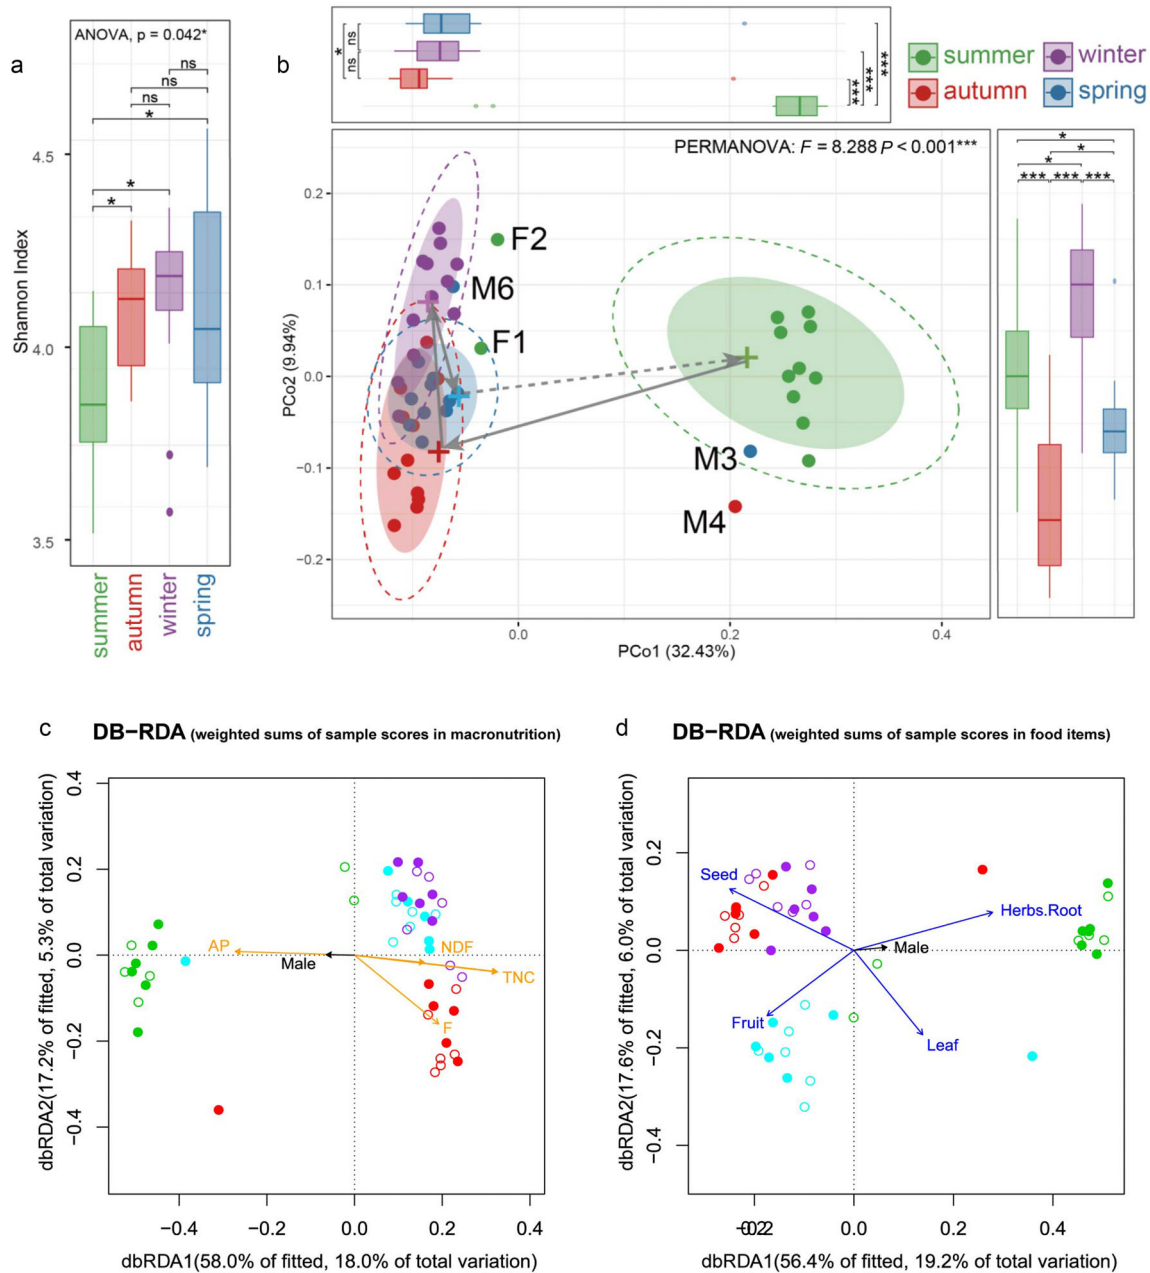 a
ANOVA, p = 0.042*
ns
ns
ns
*
*
*
Shannon Index
4.5
4.0
3.5
summer
autumn
winter
spring
b
*
ns
ns
***
***
***
summer
winter
autumn
spring
PERMANOVA: F = 8.288 P < 0.001***
F2
M6
F1
M3
M4
PCo2 (9.94%)
0.2
0.1
0.0
−0.1
−0.2
0.0
0.2
0.4
PCo1 (32.43%)
*
*
*
***
***
***
c
DB−RDA (weighted sums of sample scores in macronutrition)
dbRDA2(17.2% of fitted, 5.3% of total variation)
0.4
0.2
0.0
−0.2
−0.4
AP
Male
NDF
TNC
F
−0.4
−0.2
0.0
0.2
0.4
dbRDA1(58.0% of fitted, 18.0% of total variation)
d
DB−RDA (weighted sums of sample scores in food items)
dbRDA2(17.6% of fitted, 6.0% of total variation)
0.2
0.0
−0.2
−0.4
Seed
Herbs.Root
Male
Fruit
Leaf
−0.2
0.0
0.2
0.4
dbRDA1(56.4% of fitted, 19.2% of total variation)